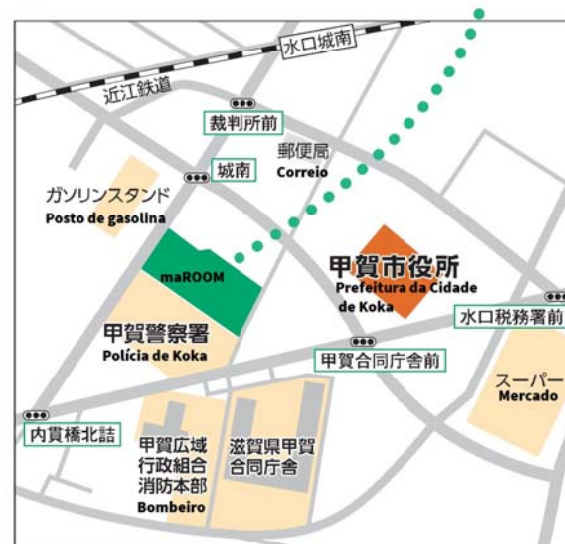 水口城南
近江鉄道
裁判所前
郵便局
Correio
城南
ガソリンスタンド
Posto de gasolina
maROOM
甲賀市役所
Prefeitura da Cidade
de Koka
水口税務署前
甲賀警察署
Polícia de Koka
甲賀合同庁舎前
スーパー
Mercado
内貫橋北詰
甲賀広域
行政組合
消防本部
Bombeiro
滋賀県甲賀
合同庁舎